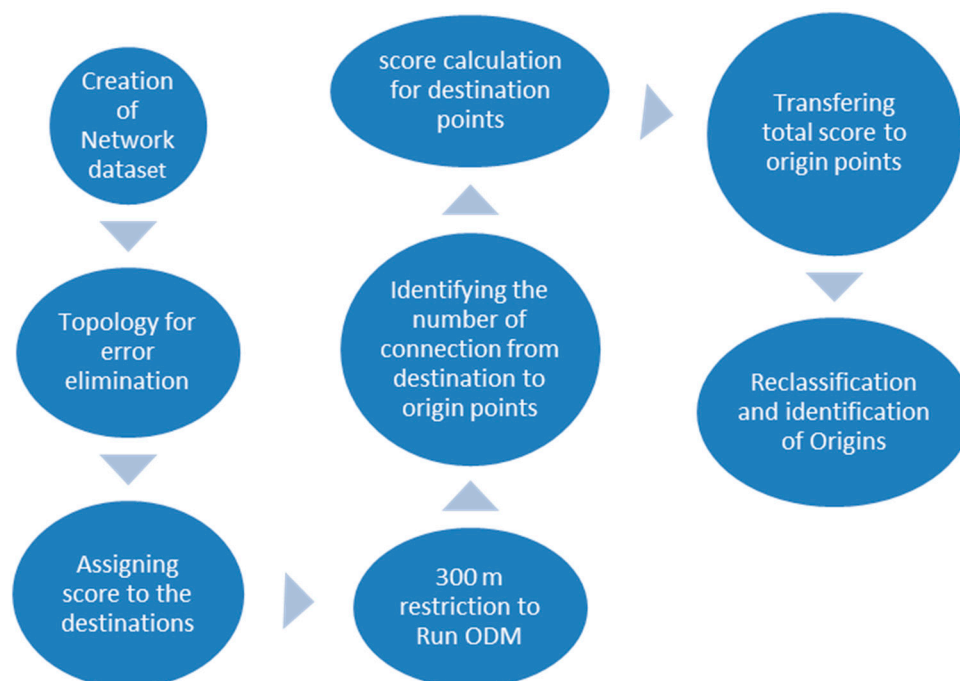 Creation
of
Network
dataset
Topology for
error
elimination
Assigning
score to the
destinations
300 m
restriction to
Run ODM
Identifying the
number of
connection from
destination to
origin points
score calculation
for destination
points
Transfering
total score to
origin points
Reclassification
and identification
of Origins